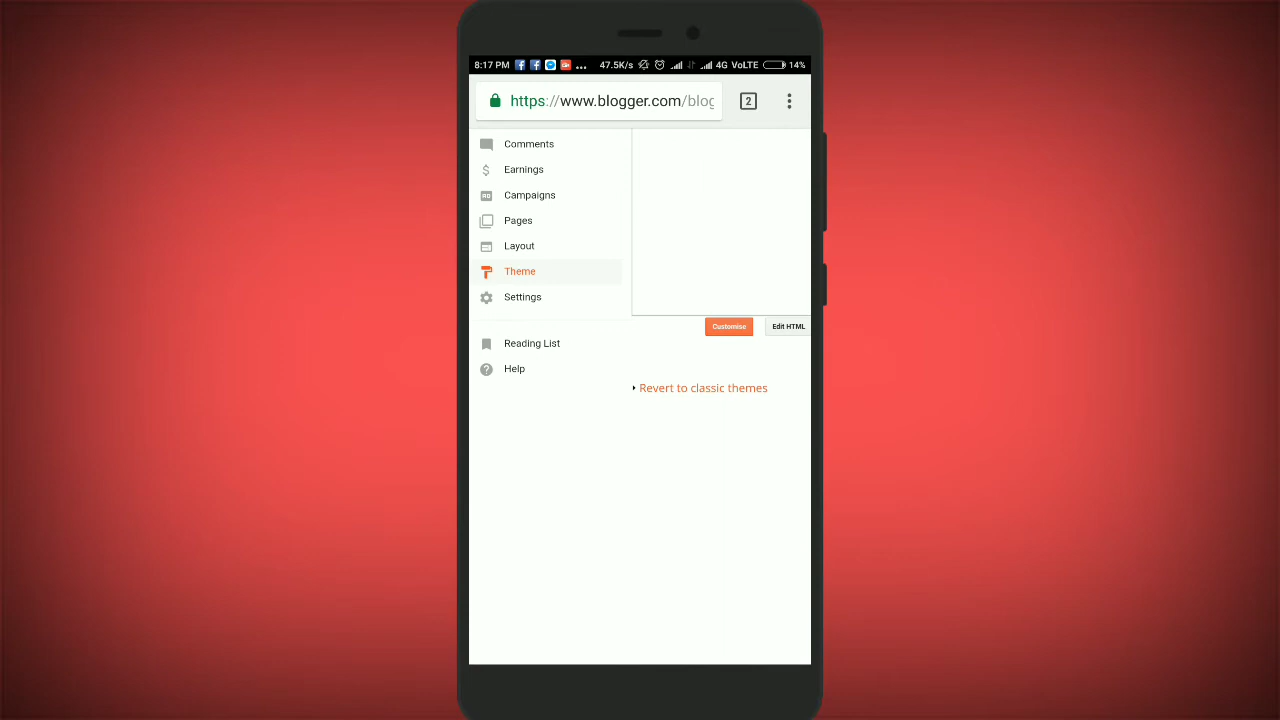 8:17 PM ... 47.5K/s 4G VoLTE 14%
https://www.blogger.com/blog
2
Comments
Earnings
Campaigns
Pages
Layout
Theme
Settings
Customise
Edit HTML
Reading List
Help
Revert to classic themes